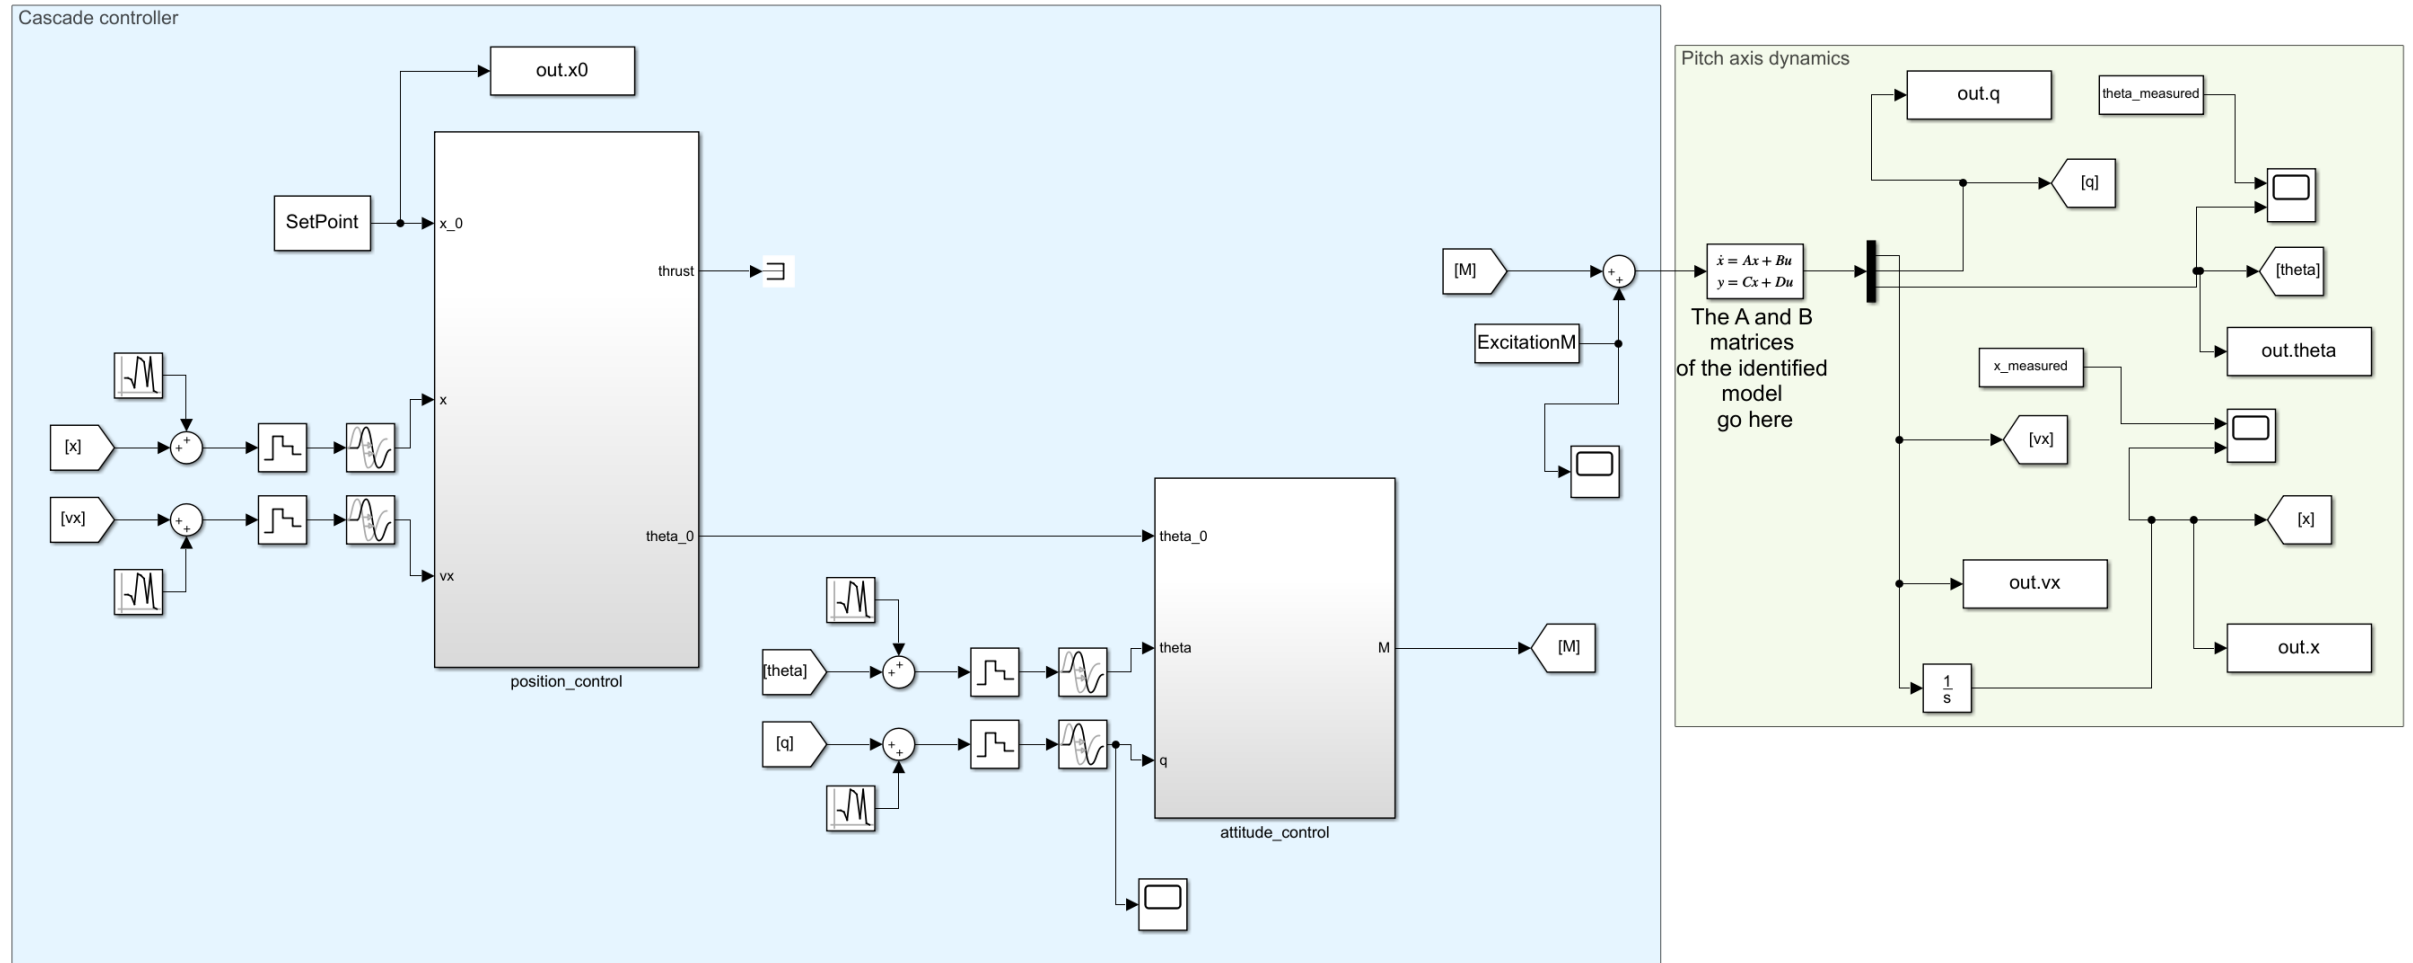 Cascade controller
out.x0
SetPoint
x_0
thrust
[x]
+
+
x
[vx]
+
+
vx
theta_0
position_control
theta_0
[theta]
+
+
theta
[q]
+
+
q
M
attitude_control
[M]
[M]
+
+
ExcitationM
Pitch axis dynamics
out.q
theta_measured
[q]
ẋ = Ax + Bu
y = Cx + Du
The A and B
matrices
of the identified
model
go here
[theta]
out.theta
x_measured
[vx]
[x]
out.vx
out.x
1
s